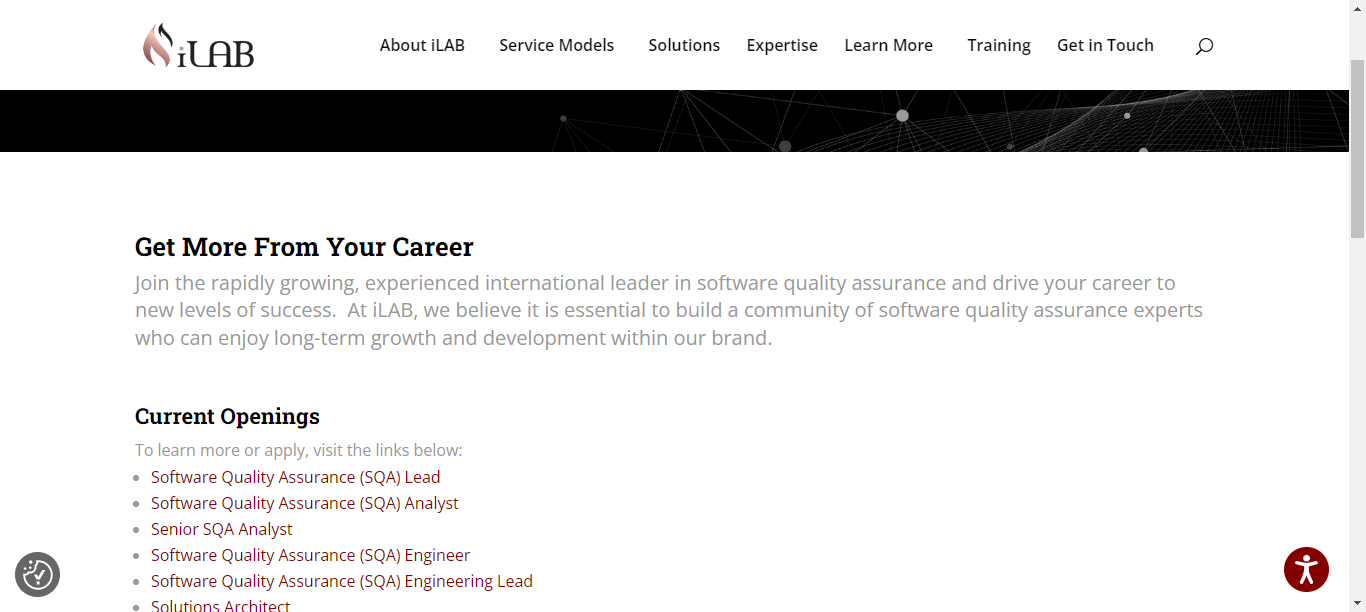 iLAB
About iLAB Service Models Solutions Expertise Learn More Training Get in Touch
Get More From Your Career
Join the rapidly growing, experienced international leader in software quality assurance and drive your career to
new levels of success.  At iLAB, we believe it is essential to build a community of software quality assurance experts
who can enjoy long-term growth and development within our brand.
Current Openings
To learn more or apply, visit the links below:
Software Quality Assurance (SQA) Lead
Software Quality Assurance (SQA) Analyst
Senior SQA Analyst
Software Quality Assurance (SQA) Engineer
Software Quality Assurance (SQA) Engineering Lead
Solutions Architect